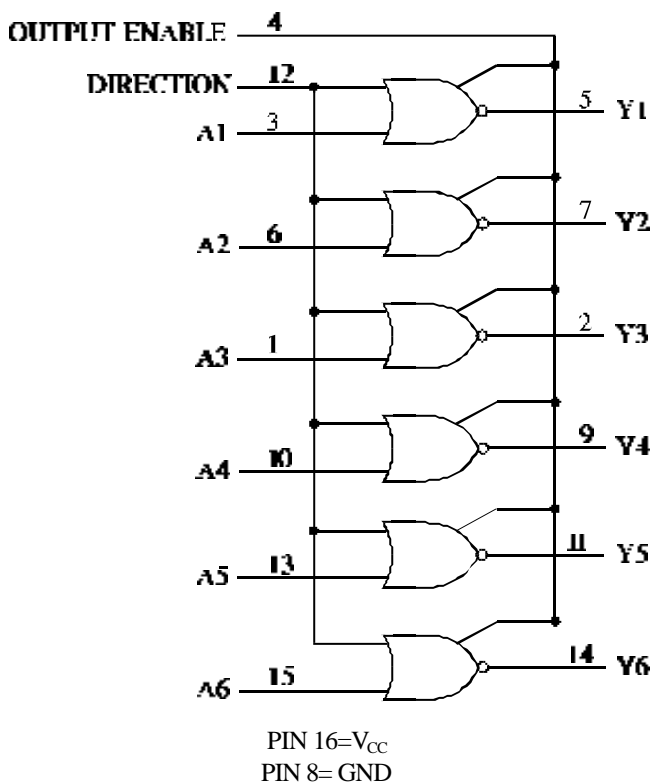 OUTPUT ENABLE 4
DIRECTION 12
A1 3 5 Y1
A2 6 7 Y2
A3 1 2 Y3
A4 10 9 Y4
A5 13 11 Y5
A6 15 14 Y6
PIN 16=VCC
PIN 8= GND